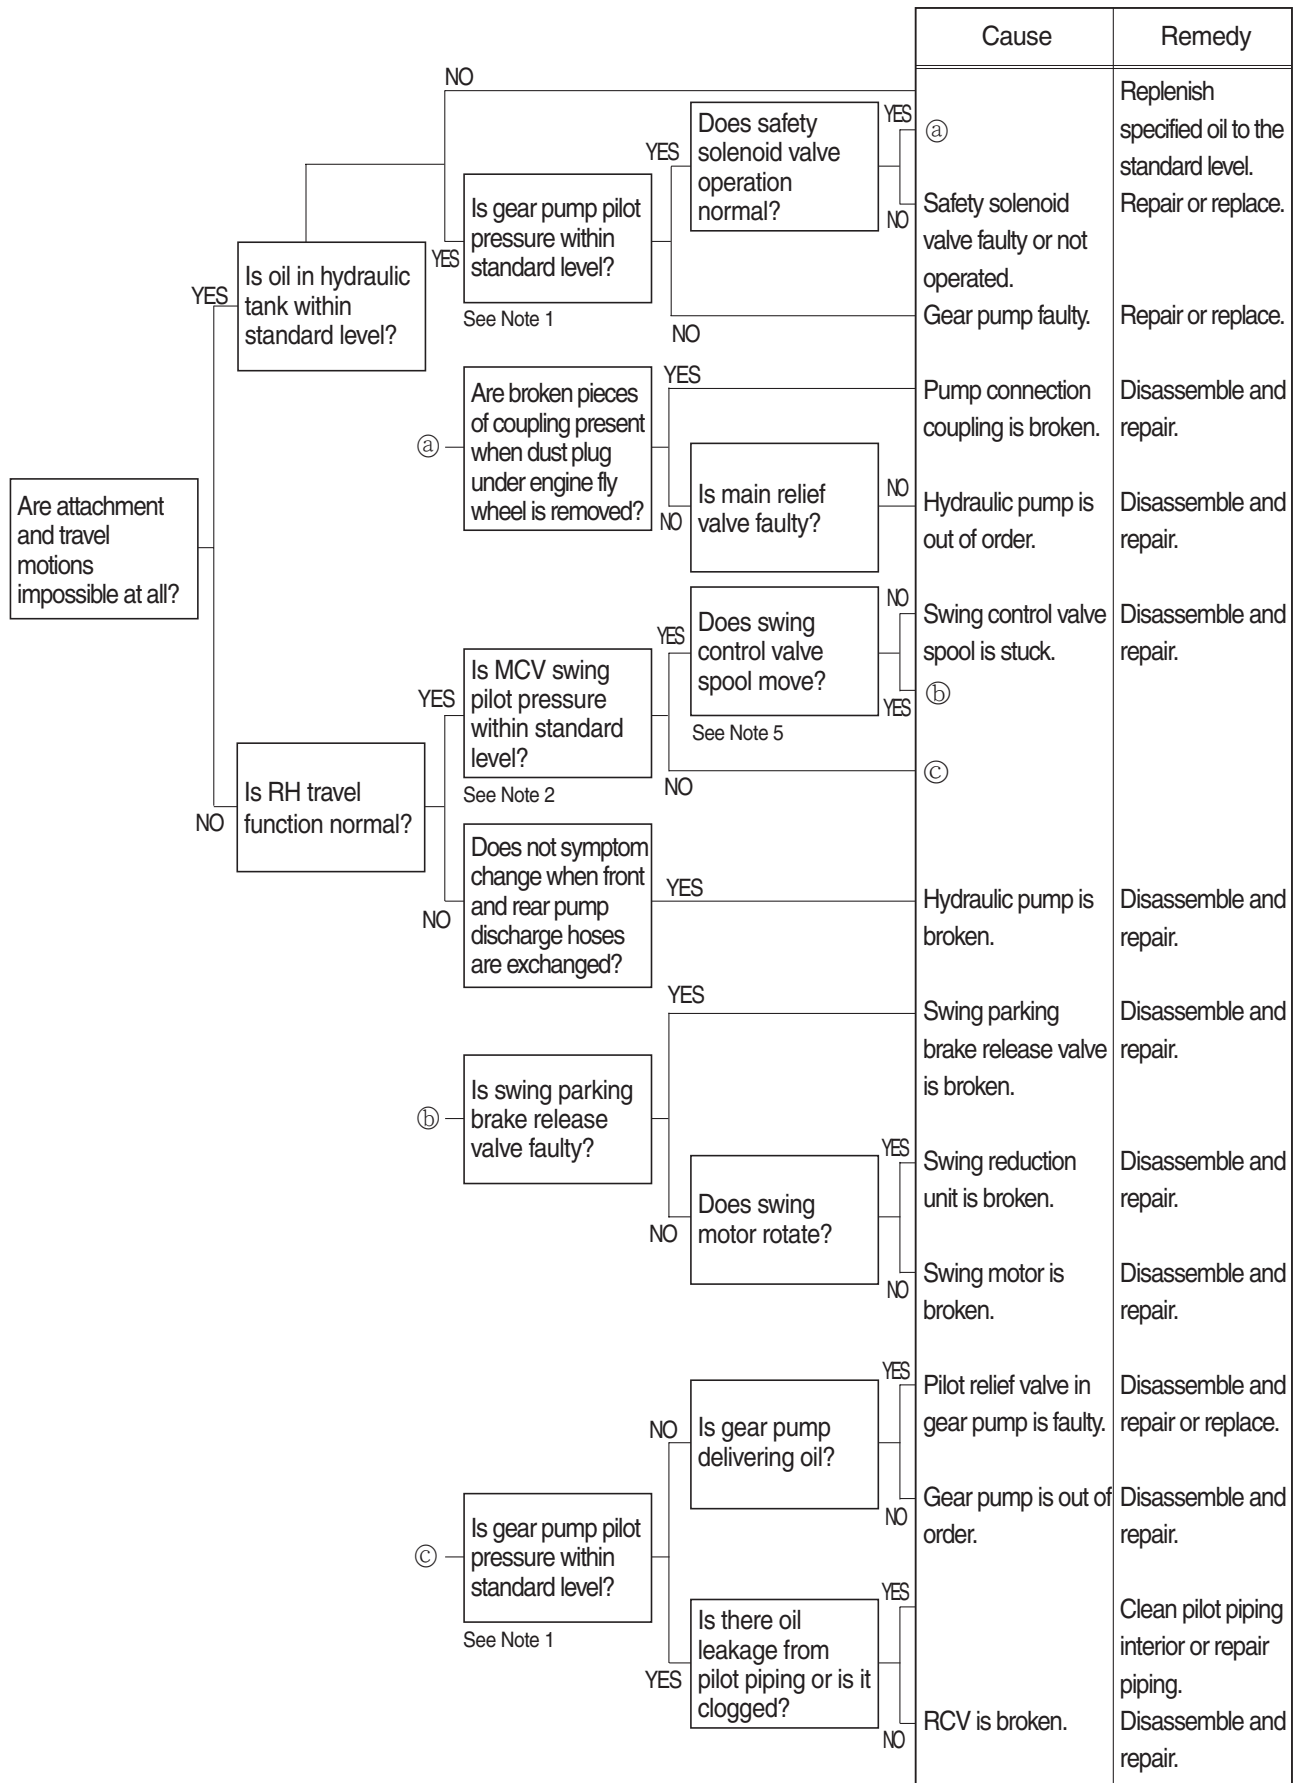 Cause
Remedy
NO
Replenish
specified oil to the
standard level.
YES
ⓐ
Does safety
solenoid valve
operation
normal?
YES
NO
Safety solenoid
valve faulty or not
operated.
Repair or replace.
Is gear pump pilot
pressure within
standard level?
YES
See Note 1
NO
Gear pump faulty.
Repair or replace.
Is oil in hydraulic
tank within
standard level?
YES
ⓐ
Are broken pieces
of coupling present
when dust plug
under engine fly
wheel is removed?
YES
Pump connection
coupling is broken.
Disassemble and
repair.
NO
Is main relief
valve faulty?
NO
Hydraulic pump is
out of order.
Disassemble and
repair.
Are attachment
and travel
motions
impossible at all?
Does swing
control valve
spool move?
YES
NO
Swing control valve
spool is stuck.
Disassemble and
repair.
YES
ⓑ
See Note 5
Is MCV swing
pilot pressure
within standard
level?
YES
See Note 2
NO
ⓒ
NO
Is RH travel
function normal?
Does not symptom
change when front
and rear pump
discharge hoses
are exchanged?
NO
YES
Hydraulic pump is
broken.
Disassemble and
repair.
ⓑ
Is swing parking
brake release
valve faulty?
YES
Swing parking
brake release valve
is broken.
Disassemble and
repair.
NO
Does swing
motor rotate?
YES
Swing reduction
unit is broken.
Disassemble and
repair.
NO
Swing motor is
broken.
Disassemble and
repair.
ⓒ
Is gear pump pilot
pressure within
standard level?
See Note 1
NO
Is gear pump
delivering oil?
YES
Pilot relief valve in
gear pump is faulty.
Disassemble and
repair or replace.
NO
Gear pump is out of
order.
Disassemble and
repair.
YES
Is there oil
leakage from
pilot piping or is it
clogged?
YES
Clean pilot piping
interior or repair
piping.
NO
RCV is broken.
Disassemble and
repair.